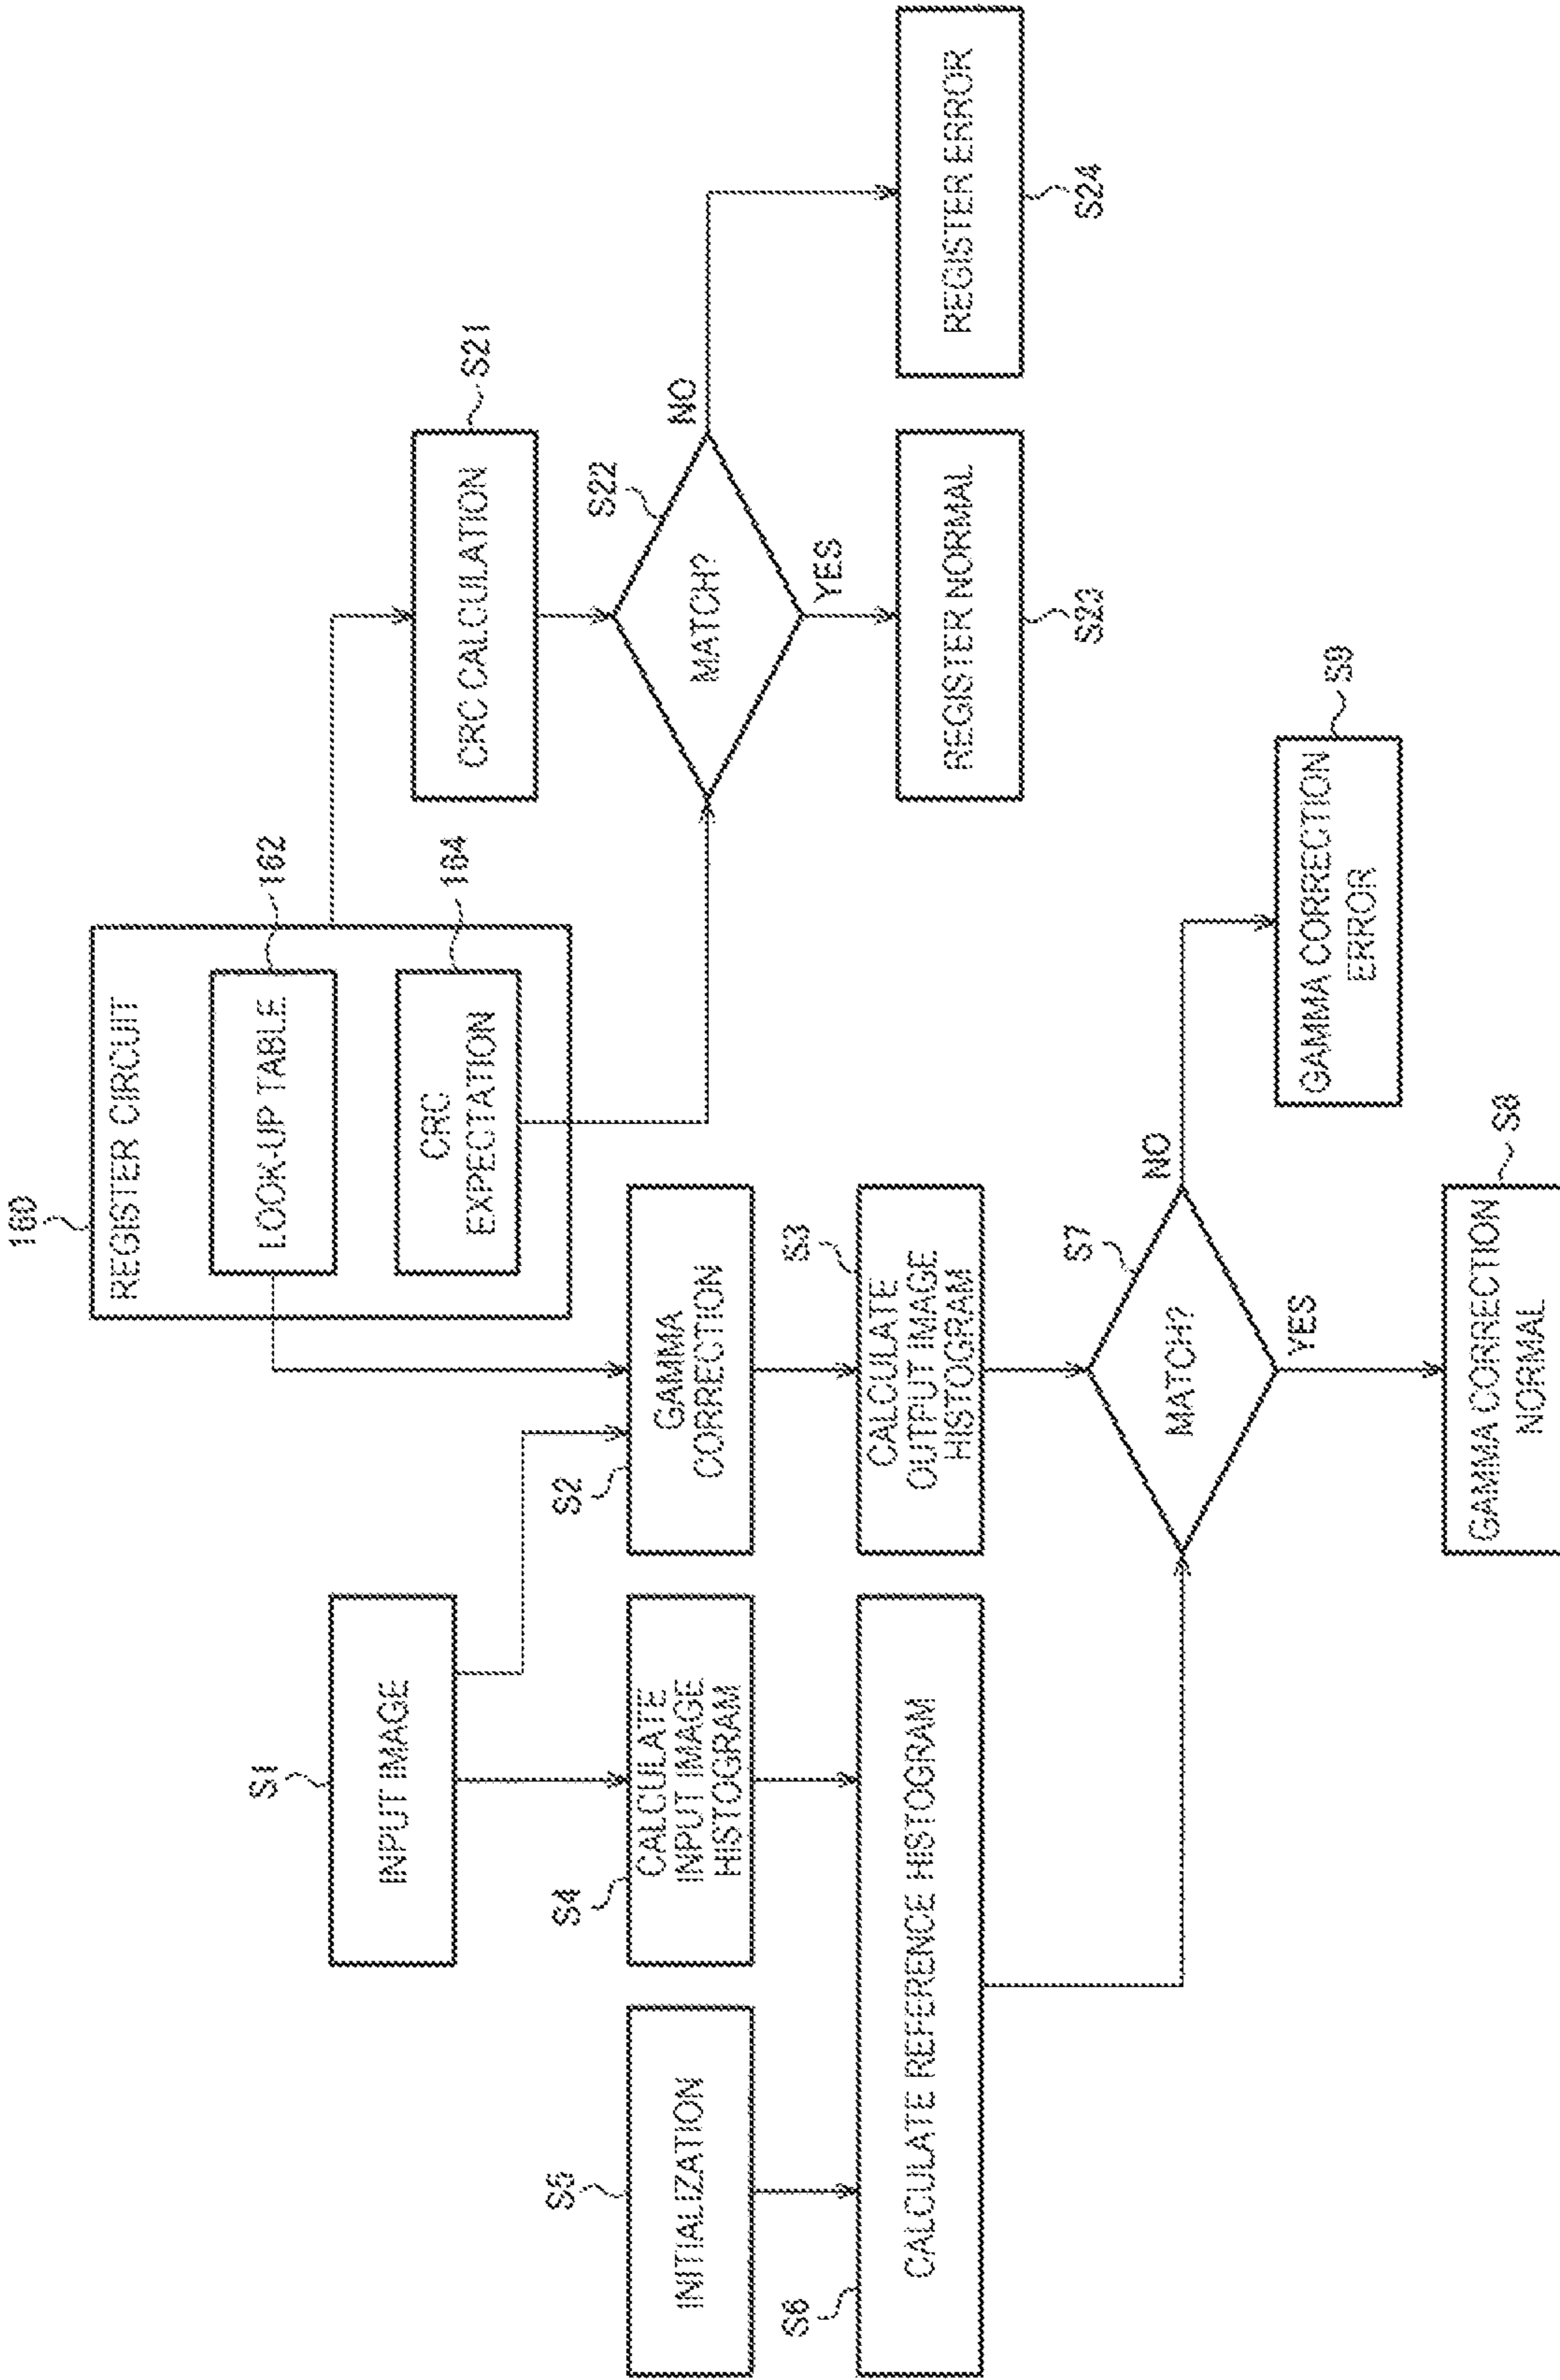 160
REGISTER CIRCUIT
LOOK-UP TABLE
162
CRC
EXPECTATION
164
S1
INPUT IMAGE
CRC CALCULATION
S21
S5
INITIALIZATION
S4
CALCULATE
INPUT IMAGE
HISTOGRAM
S2
GAMMA
CORRECTION
S22
MATCH?
NO
YES
S6
CALCULATE REFERENCE HISTOGRAM
S3
CALCULATE
OUTPUT IMAGE
HISTOGRAM
REGISTER NORMAL
S23
REGISTER ERROR
S24
S7
MATCH?
NO
YES
GAMMA CORRECTION
ERROR
S9
GAMMA CORRECTION
NORMAL
S8